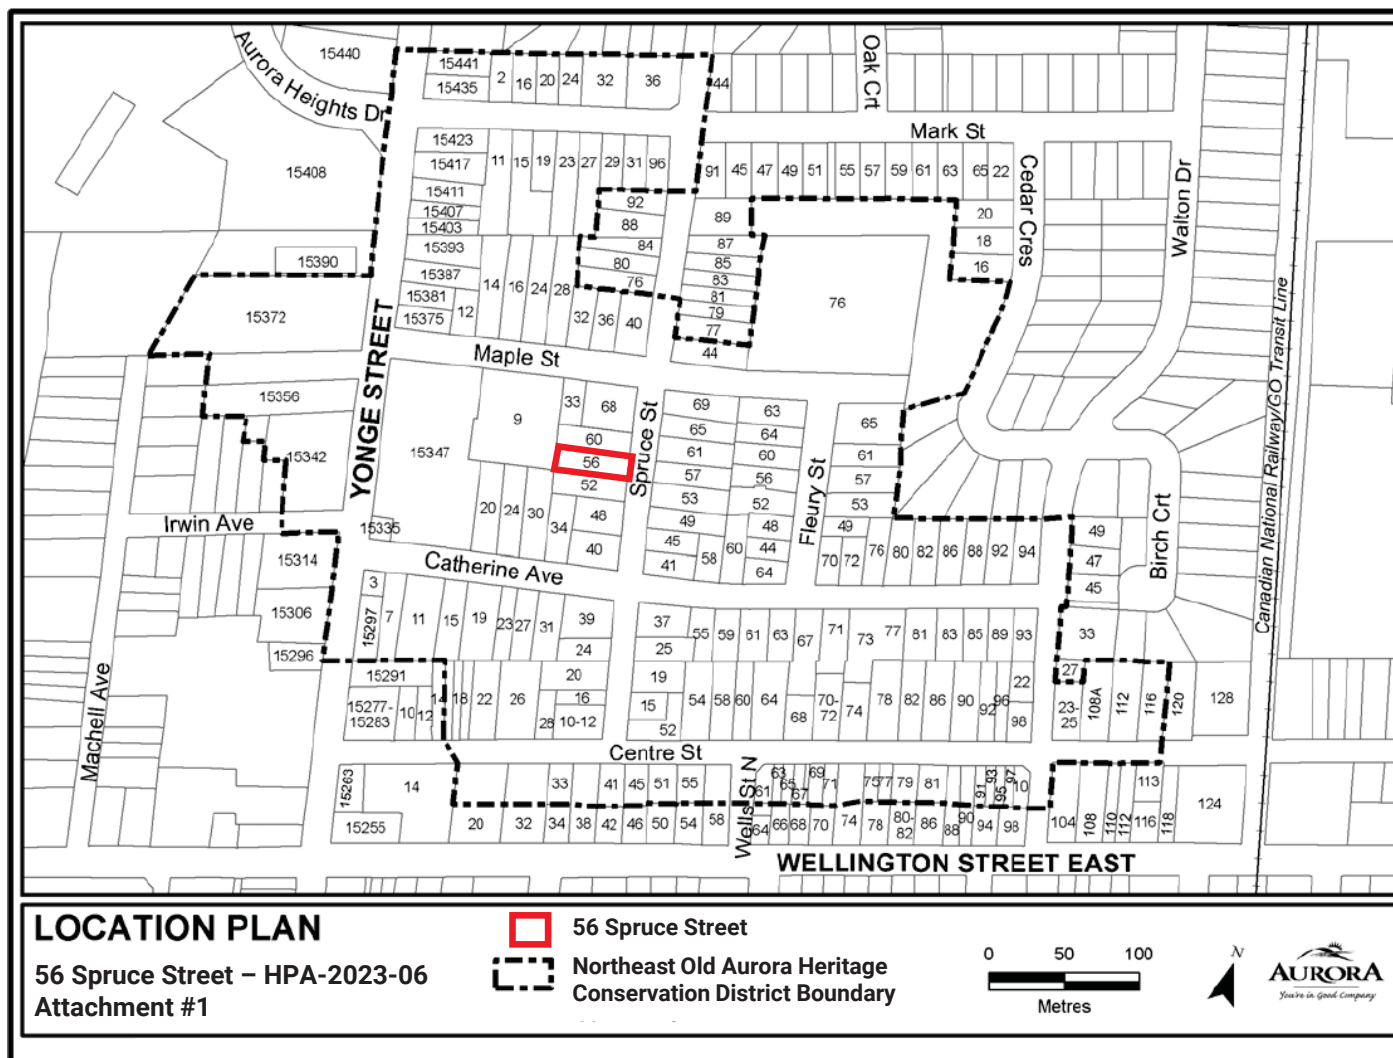 Aurora Heights Dr
15440
15441
15435
2 16 20 24 32 36
44
Oak Crt
Mark St
15423
15417
15411
15407
15403
15408
11 15 19 23 27 29 31 96
91 45 47 49 51 55 57 59 61 63 65 22
Cedar Cres
Walton Dr
92
88
84
80
76
89
87
85
83
81
79
77
44
20
18
16
76
15393
15387
15381
15375
12
14 16 24 28
32 36 40
15390
15372
YONGE STREET
Maple St
15356
15342
15347
9
33 68
60
56
52
48
40
20 24 30 34
Spruce St
69
65
61
57
53
49
45
41
58
60
63
64
60
56
52
48
44
64
Fleury St
65
61
57
53
49
70 72 76 80 82 86 88 92 94
49
47
45
Birch Crt
Canadian National Railway/GO Transit Line
Irwin Ave
15335
15314
15306
15296
Catherine Ave
3
15297
7 11 15 19 23 27 31 39
24
37
25
55 59 61 63 67 71 73 77 81 83 85 89 93
33
27
Machell Ave
15291
15277-
15263
10 12 14 18 22 26 28
20
16
10-12
19
15
52
54 58 60 64 68
70-
72
74 78 82 86 90 92 96
22
98
23-
25
108A 112 116 120 128
Centre St
15263
14
15255
33 41 45 51 55
Wells St N
61 63 65 67 69 71 75 77 79 81 91 93 95 97 10
113
20 32 34 38 42 46 50 54 58
64 66 68 70 74 78
80-
82
86 88 90 94 98
104 108 110 112 116 118 124
WELLINGTON STREET EAST
LOCATION PLAN
56 Spruce Street – HPA-2023-06
Attachment #1
56 Spruce Street
Northeast Old Aurora Heritage
Conservation District Boundary
0 50 100
Metres
N
AURORA
You're in Good Company